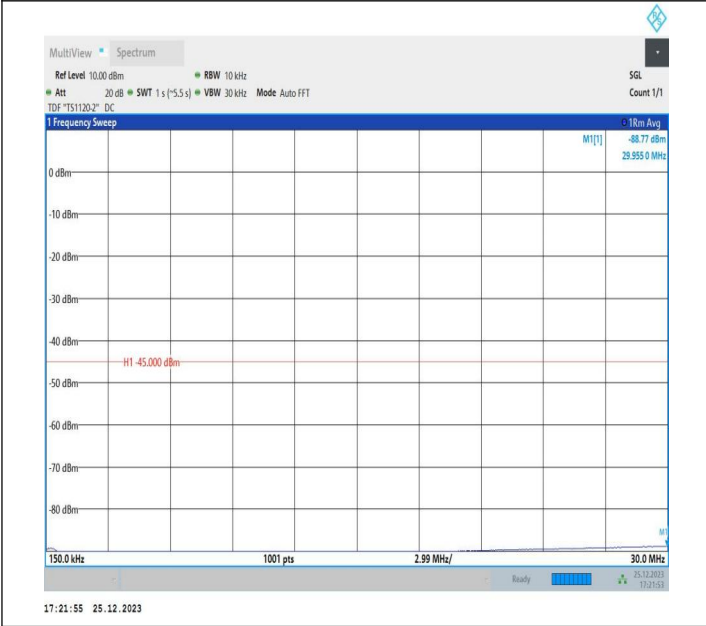 MultiView Spectrum
Ref Level 10.00 dBm RBW 10 kHz SGL
Att 20 dB SWT 1 s (~5.5 s) VBW 30 kHz Mode Auto FFT Count 1/1
TDF "TS1120-2" DC
1 Frequency Sweep 1Rm Avg
M1[1] -88.77 dBm
29.955 0 MHz
0 dBm
-10 dBm
-20 dBm
-30 dBm
-40 dBm
H1 -45.000 dBm
-50 dBm
-60 dBm
-70 dBm
-80 dBm
M1
150.0 kHz 1001 pts 2.99 MHz/ 30.0 MHz
Ready 25.12.2023
17:21:53
17:21:55 25.12.2023